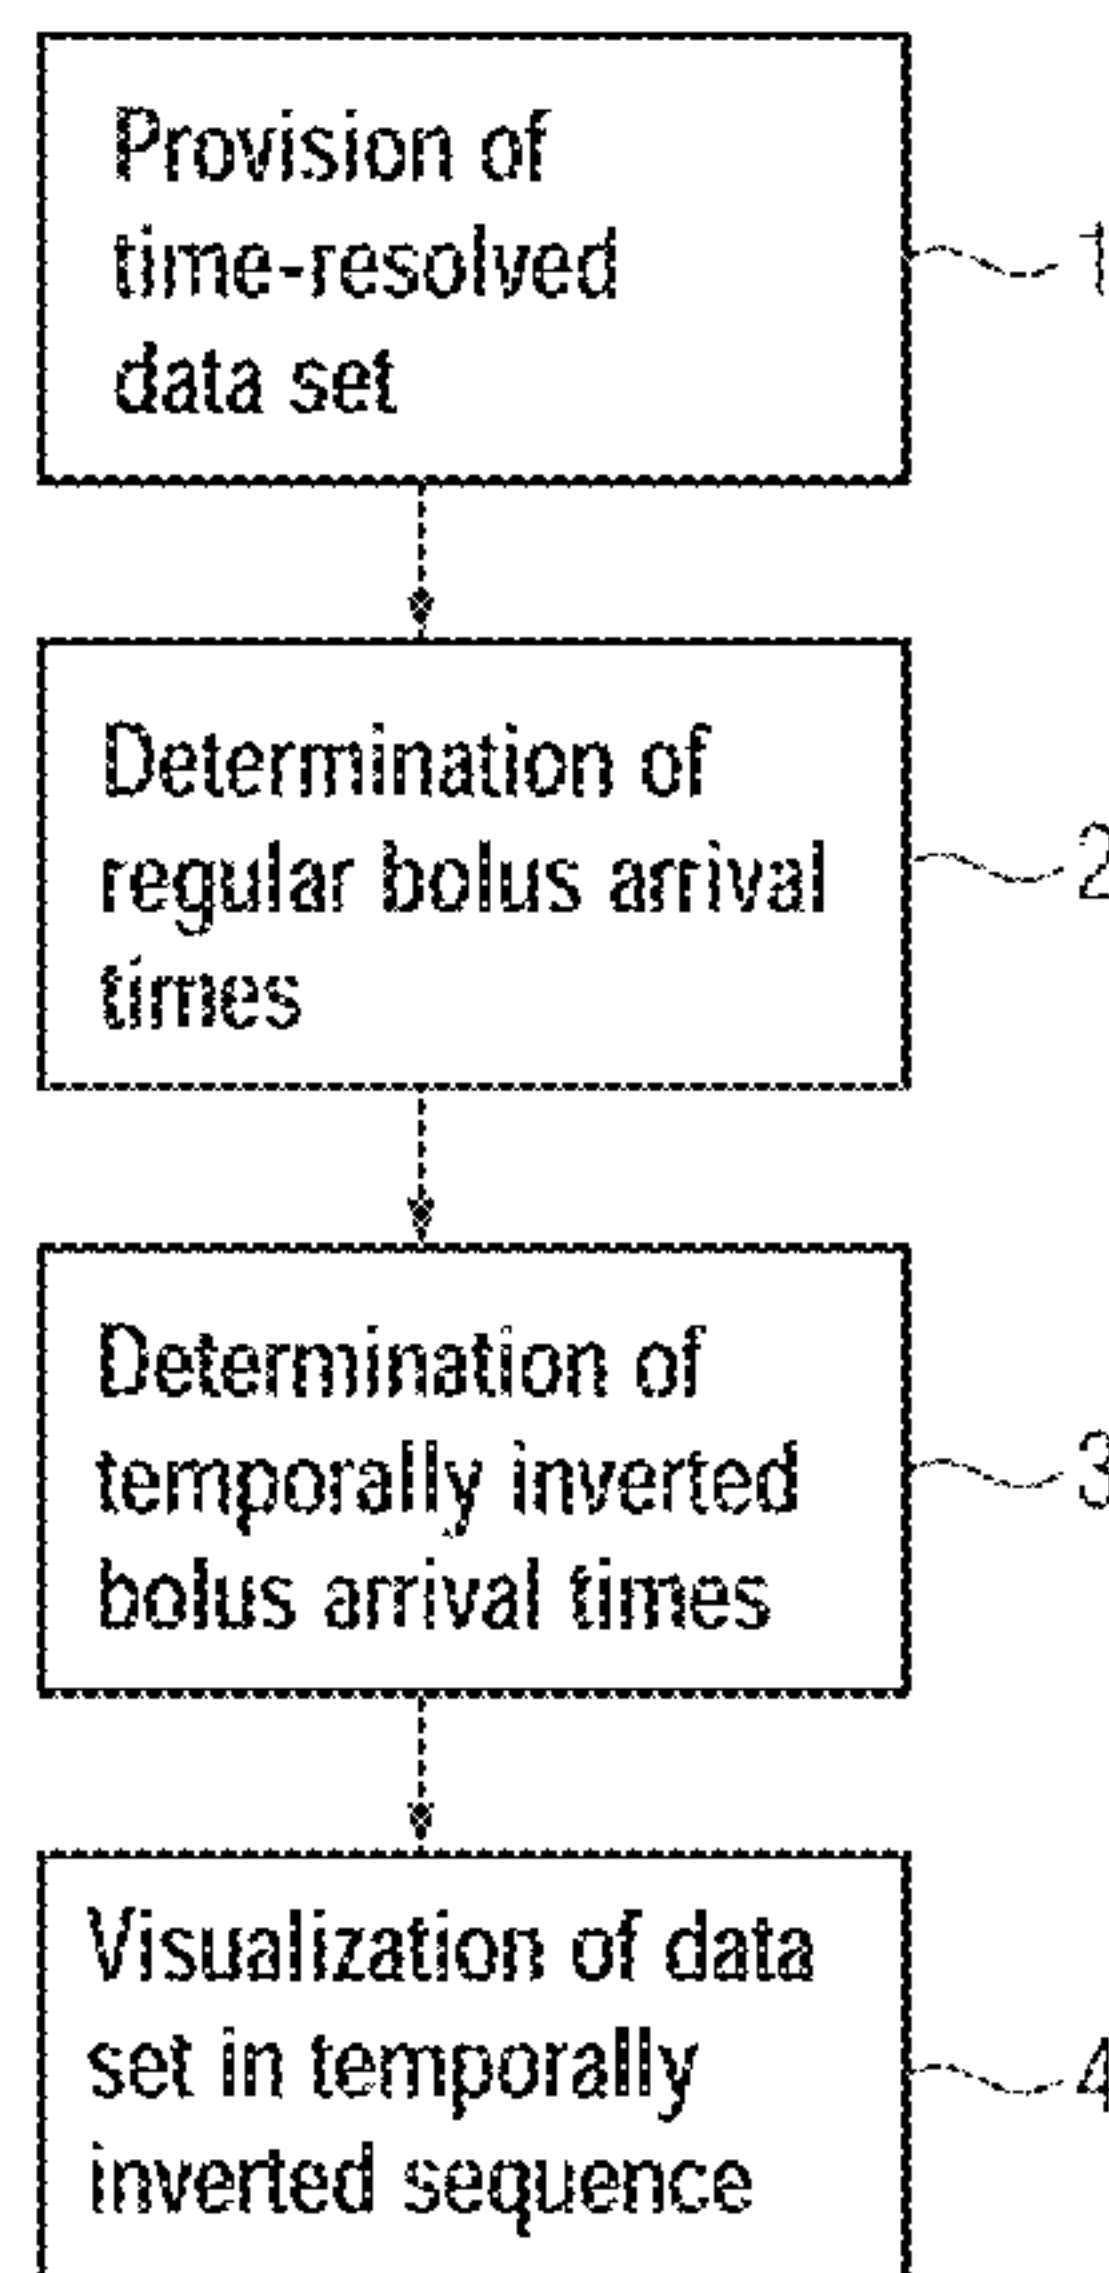 Provision of
time-resolved
data set
1
Determination of
regular bolus arrival
times
2
Determination of
temporally inverted
bolus arrival times
3
Visualization of data
set in temporally
inverted sequence
4